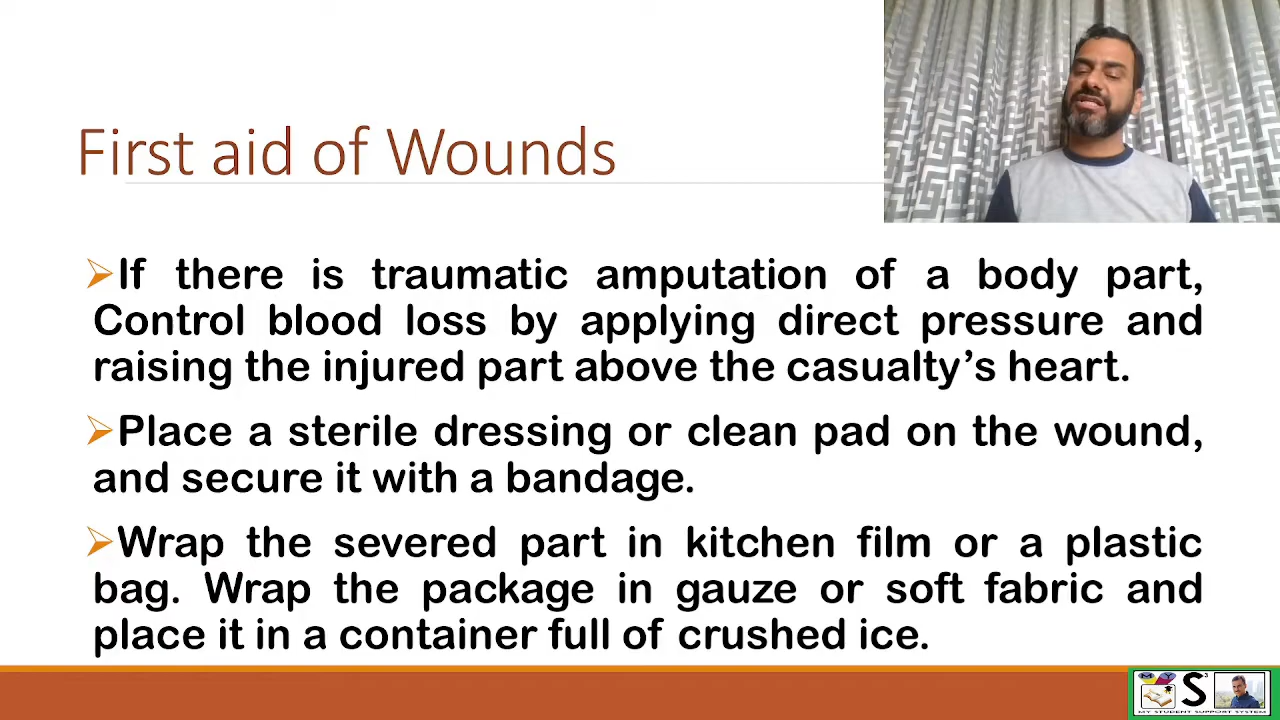 First aid of Wounds
➢If there is traumatic amputation of a body part,
Control blood loss by applying direct pressure and
raising the injured part above the casualty’s heart.
➢Place a sterile dressing or clean pad on the wound,
and secure it with a bandage.
➢Wrap the severed part in kitchen film or a plastic
bag. Wrap the package in gauze or soft fabric and
place it in a container full of crushed ice.
MY S³
MY STUDENT SUPPORT SYSTEM